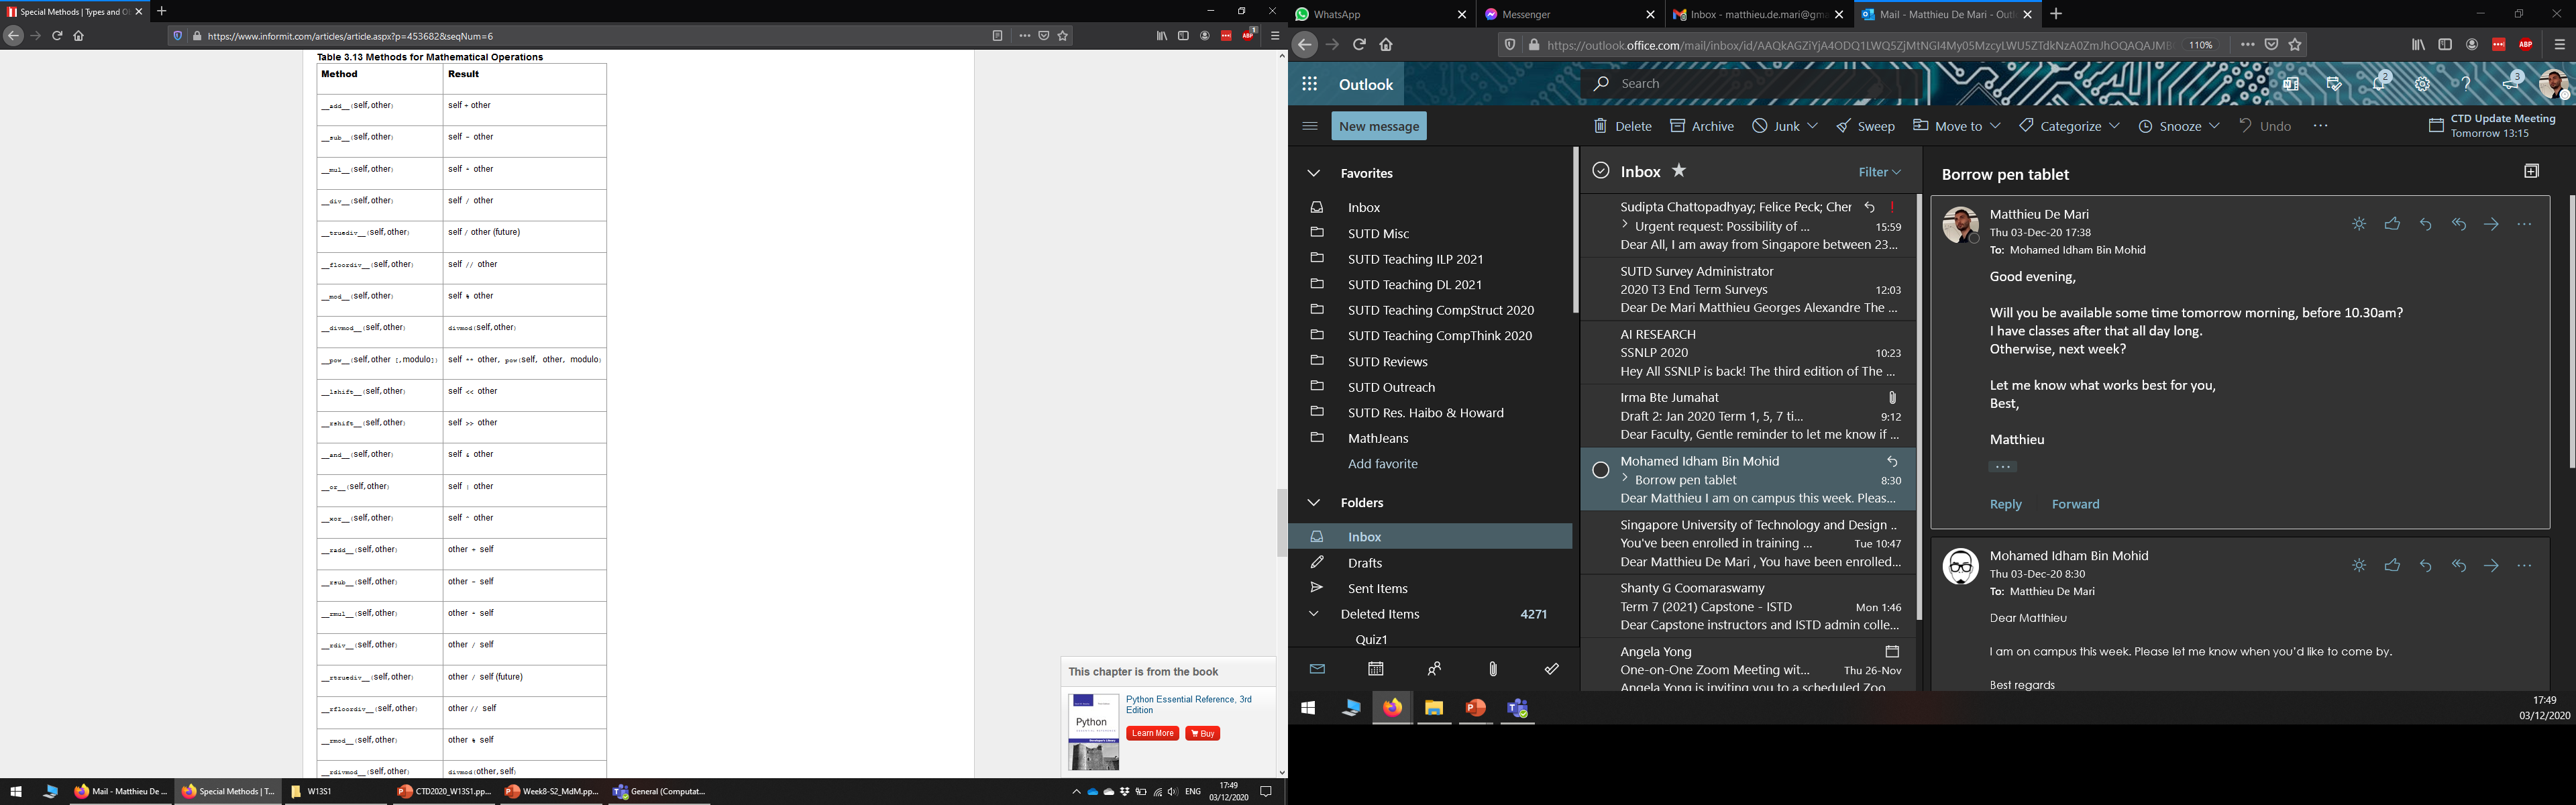 Special Methods | Types and O
https://www.informit.com/articles/article.aspx?p=453682&seqNum=6
Table 3.13 Methods for Mathematical Operations
Method Result
__add__(self,other) self + other
__sub__(self,other) self - other
__mul__(self,other) self * other
__div__(self,other) self / other
__truediv__(self,other) self / other (future)
__floordiv__(self,other) self // other
__mod__(self,other) self % other
__divmod__(self,other) divmod(self,other)
__pow__(self,other [,modulo]) self ** other, pow(self, other, modulo)
__lshift__(self,other) self << other
__rshift__(self,other) self >> other
__and__(self,other) self & other
__or__(self,other) self | other
__xor__(self,other) self ^ other
__radd__(self,other) other + self
__rsub__(self,other) other - self
__rmul__(self,other) other * self
__rdiv__(self,other) other / self
__rtruediv__(self,other) other / self (future)
__rfloordiv__(self,other) other // self
__rmod__(self,other) other % self
__rdivmod__(self,other) divmod(other,self)
This chapter is from the book
Python
Python Essential Reference, 3rd
Edition
Learn More Buy
Mail - Matthieu De ...
Special Methods | T...
W13S1
CTD2020_W13S1.pp...
Week8-S2_MdM.pp...
General (Computat...
ENG
17:49
03/12/2020
WhatsApp
Messenger
Inbox - matthieu.de.mari@gma
Mail - Matthieu De Mari - Outl
https://outlook.office.com/mail/inbox/id/
110%
ABP
Outlook
Search
2
3
New message
Delete
Archive
Junk
Sweep
Move to
Categorize
Snooze
Undo
CTD Update Meeting
Tomorrow 13:15
Favorites
Inbox
SUTD Misc
SUTD Teaching ILP 2021
SUTD Teaching DL 2021
SUTD Teaching CompStruct 2020
SUTD Teaching CompThink 2020
SUTD Reviews
SUTD Outreach
SUTD Res. Haibo & Howard
MathJeans
Add favorite
Folders
Inbox
Drafts
Sent Items
Deleted Items 4271
Quiz1
Inbox
Filter
Sudipta Chattopadhyay; Felice Peck; Cher
Urgent request: Possibility of ... 15:59
Dear All, I am away from Singapore between 23...
SUTD Survey Administrator
2020 T3 End Term Surveys 12:03
Dear De Mari Matthieu Georges Alexandre The ...
AI RESEARCH
SSNLP 2020 10:23
Hey All SSNLP is back! The third edition of The ...
Irma Bte Jumahat
Draft 2: Jan 2020 Term 1, 5, 7 ti... 9:12
Dear Faculty, Gentle reminder to let me know if ...
Mohamed Idham Bin Mohid
Borrow pen tablet 8:30
Dear Matthieu I am on campus this week. Pleas...
Singapore University of Technology and Design ..
You've been enrolled in training ... Tue 10:47
Dear Matthieu De Mari , You have been enrolled...
Shanty G Coomaraswamy
Term 7 (2021) Capstone - ISTD Mon 1:46
Dear Capstone instructors and ISTD admin colle...
Angela Yong
One-on-One Zoom Meeting wit... Thu 26-Nov
Angela Yong is inviting you to a scheduled Zoo
Borrow pen tablet
Matthieu De Mari
Thu 03-Dec-20 17:38
To: Mohamed Idham Bin Mohid
Good evening,
Will you be available some time tomorrow morning, before 10.30am?
I have classes after that all day long.
Otherwise, next week?
Let me know what works best for you,
Best,
Matthieu
...
Reply Forward
Mohamed Idham Bin Mohid
Thu 03-Dec-20 8:30
To: Matthieu De Mari
Dear Matthieu
I am on campus this week. Please let me know when you'd like to come by.
Best regards
17:49
03/12/2020